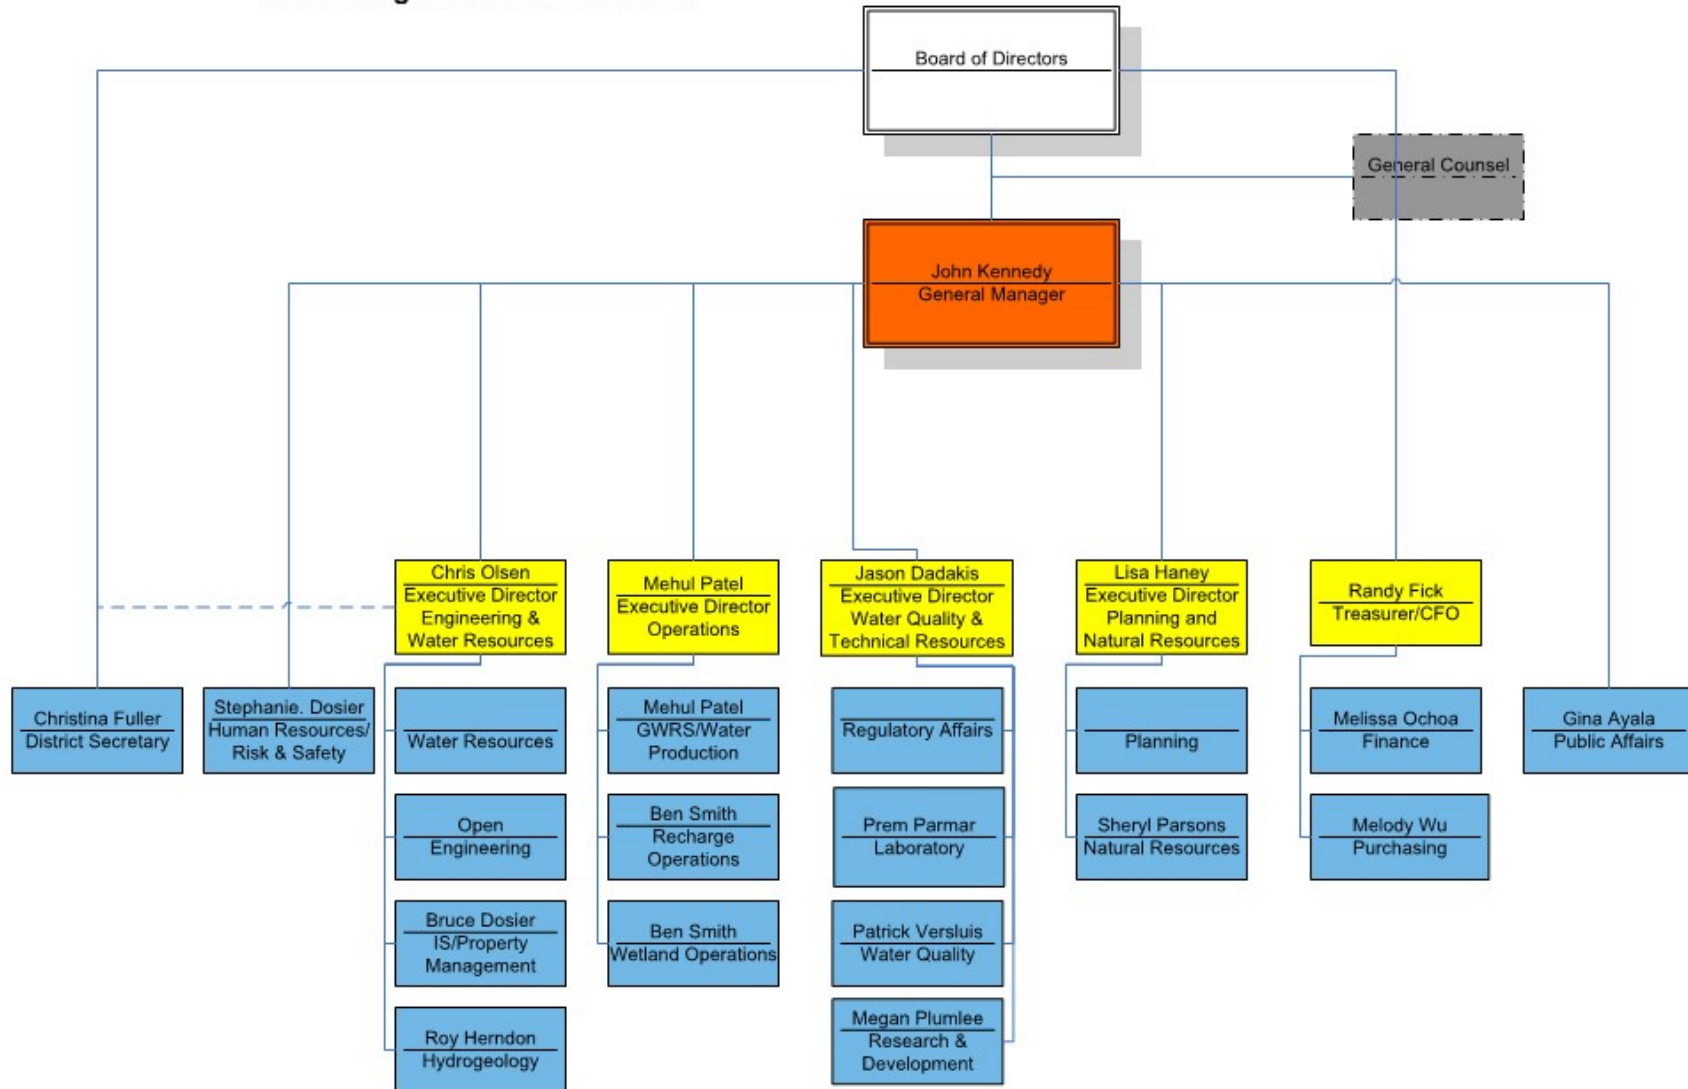 Board of Directors
General Counsel
John Kennedy
General Manager
Chris Olsen
Executive Director
Engineering &
Water Resources
Mehul Patel
Executive Director
Operations
Jason Dadakis
Executive Director
Water Quality &
Technical Resources
Lisa Haney
Executive Director
Planning and
Natural Resources
Randy Fick
Treasurer/CFO
Christina Fuller
District Secretary
Stephanie. Dosier
Human Resources/
Risk & Safety
Water Resources
Mehul Patel
GWRS/Water
Production
Regulatory Affairs
Planning
Melissa Ochoa
Finance
Gina Ayala
Public Affairs
Open
Engineering
Ben Smith
Recharge
Operations
Prem Parmar
Laboratory
Sheryl Parsons
Natural Resources
Melody Wu
Purchasing
Bruce Dosier
IS/Property
Management
Ben Smith
Wetland Operations
Patrick Versluis
Water Quality
Roy Herndon
Hydrogeology
Megan Plumlee
Research &
Development